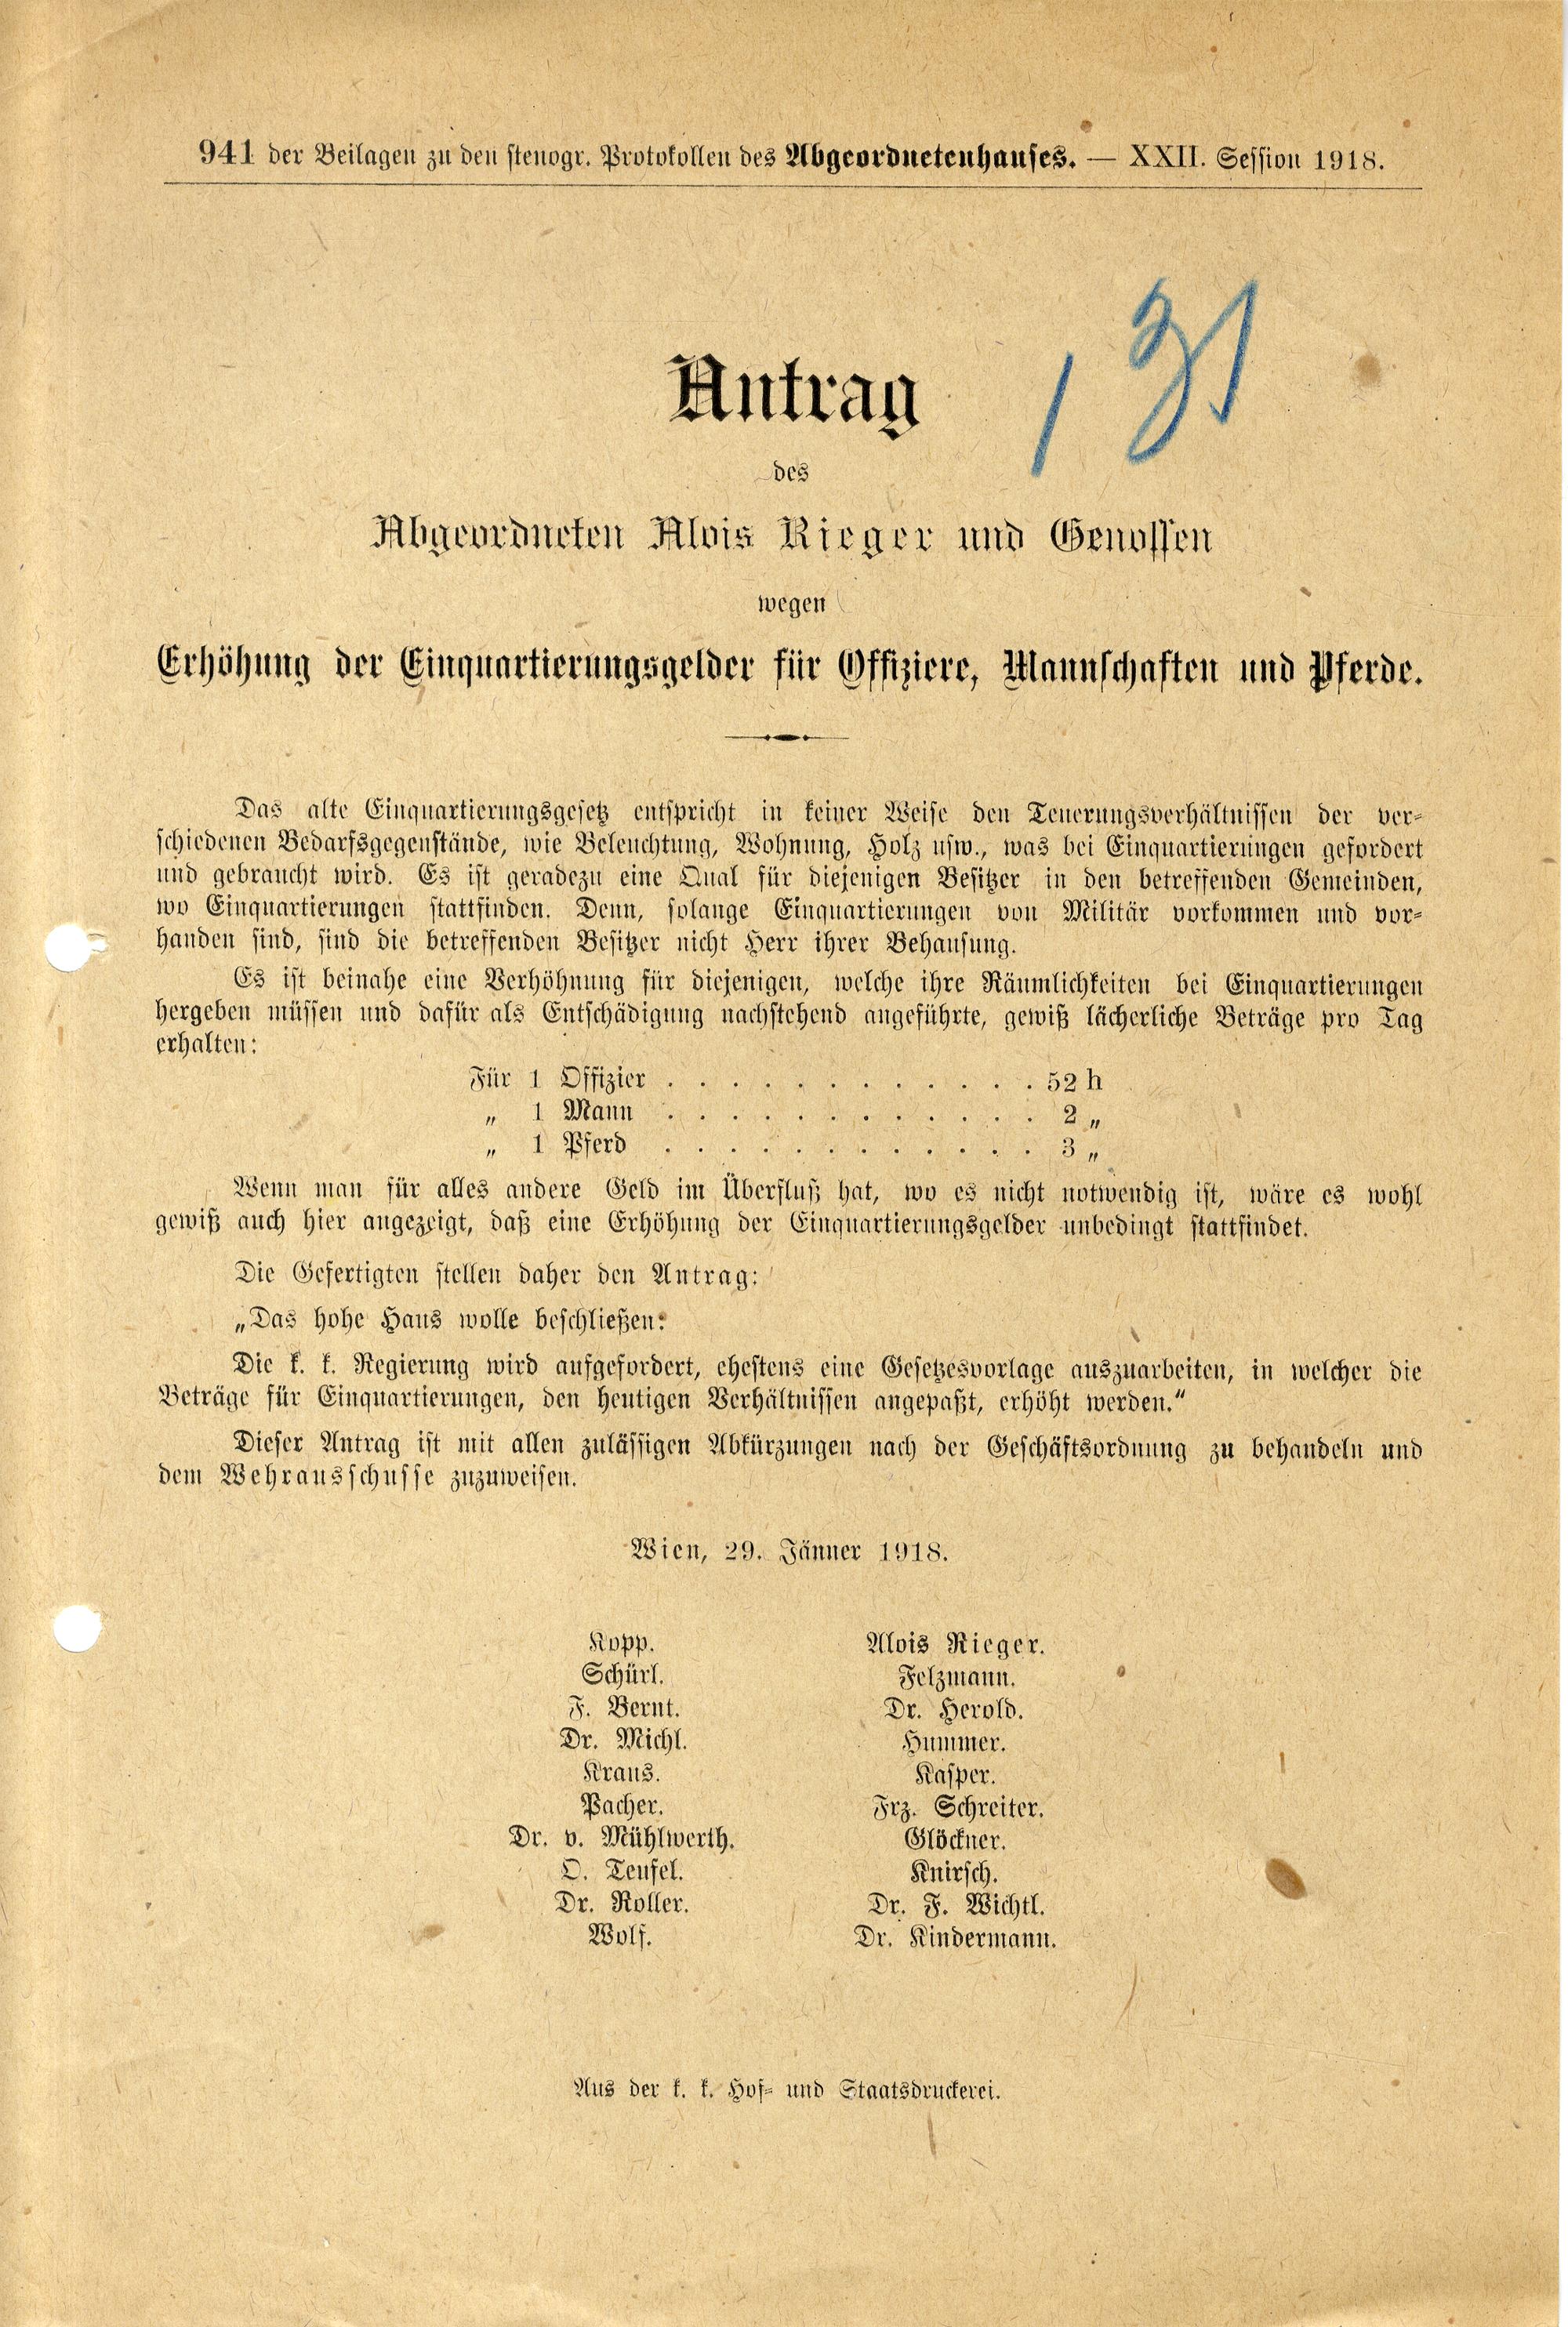 941 der Beilagen zu den stenogr. Protokollen des Abgeordnetenhauses. — XXII. Session 1918.
131
Antrag
des
Abgeordneten Alois Rieger und Genossen
wegen
Erhöhung der Einquartierungsgelder für Offiziere, Mannschaften und Pferde.
Das alte Einquartierungsgesetz entspricht in keiner Weise den Teuerungsverhältnissen der ver-
schiedenen Bedarfsgegenstände, wie Beleuchtung, Wohnung, Holz usw., was bei Einquartierungen gefordert
und gebraucht wird. Es ist geradezu eine Qual für diejenigen Besitzer in den betreffenden Gemeinden,
wo Einquartierungen stattfinden. Denn, solange Einquartierungen von Militär vorkommen und vor-
handen sind, sind die betreffenden Besitzer nicht Herr ihrer Behausung.
Es ist beinahe eine Verhöhnung für diejenigen, welche ihre Räumlichkeiten bei Einquartierungen
hergeben müssen und dafür als Entschädigung nachstehend angeführte, gewiß lächerliche Beträge pro Tag
erhalten:
Für 1 Offizier . . . . . . . . . . . . 52 h
„ 1 Mann . . . . . . . . . . . . 2 „
„ 1 Pferd . . . . . . . . . . . . 3 „
Wenn man für alles andere Geld im Überfluß hat, wo es nicht notwendig ist, wäre es wohl
gewiß auch hier angezeigt, daß eine Erhöhung der Einquartierungsgelder unbedingt stattfindet.
Die Gefertigten stellen daher den Antrag:
„Das hohe Haus wolle beschließen:
Die k. k. Regierung wird aufgefordert, ehestens eine Gesetzesvorlage auszuarbeiten, in welcher die
Beträge für Einquartierungen, den heutigen Verhältnissen angepaßt, erhöht werden.“
Dieser Antrag ist mit allen zulässigen Abkürzungen nach der Geschäftsordnung zu behandeln und
dem Wehrausschusse zuzuweisen.
Wien, 29. Jänner 1918.
Kopp. Alois Rieger.
Schürl. Felzmann.
F. Bernt. Dr. Herold.
Dr. Michl. Hummer.
Kraus. Kasper.
Pacher. Frz. Schreiter.
Dr. v. Mühlwerth. Glöckner.
O. Teufel. Knirsch.
Dr. Roller. Dr. F. Wichtl.
Wolf. Dr. Kindermann.
Aus der k. k. Hof- und Staatsdruckerei.